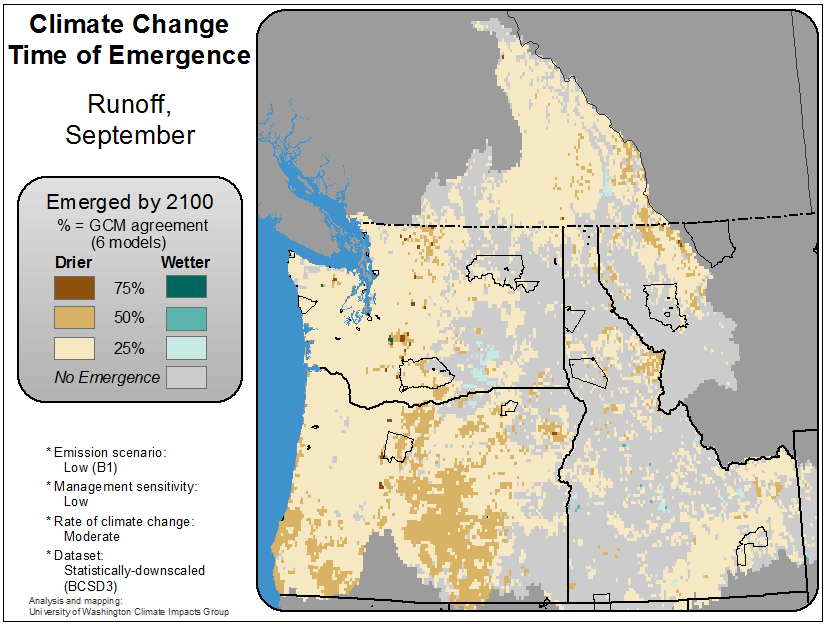 Climate Change
Time of Emergence
Runoff,
September
Emerged by 2100
% = GCM agreement
(6 models)
Drier Wetter
75%
50%
25%
No Emergence
* Emission scenario:
Low (B1)
* Management sensitivity:
Low
* Rate of climate change:
Moderate
* Dataset:
Statistically-downscaled
(BCSD3)
Analysis and mapping:
University of Washington Climate Impacts Group